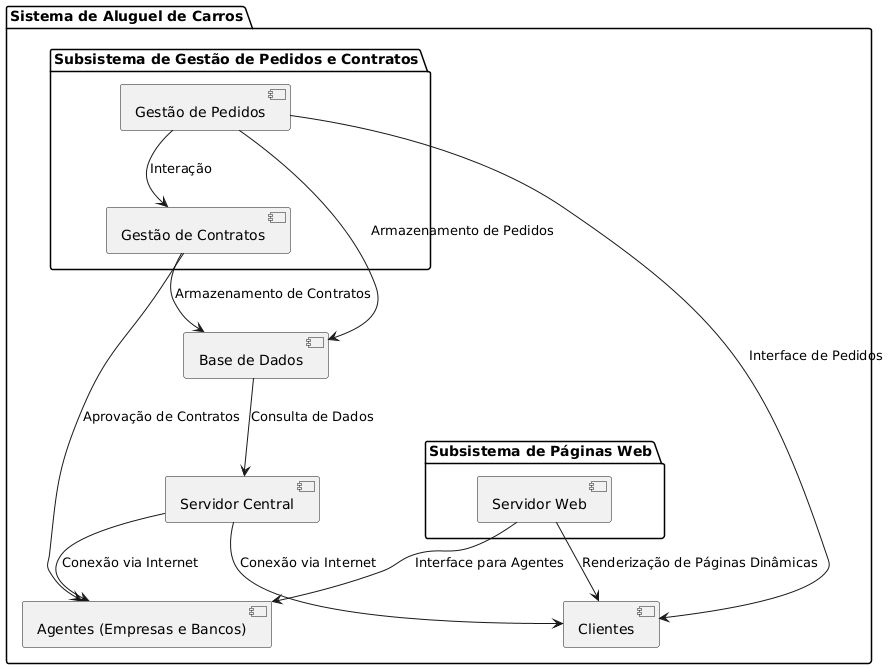 Sistema de Aluguel de Carros
Subsistema de Gestão de Pedidos e Contratos
Gestão de Pedidos
Interação
Gestão de Contratos
Armazenamento de Pedidos
Armazenamento de Contratos
Base de Dados
Interface de Pedidos
Aprovação de Contratos
Consulta de Dados
Subsistema de Páginas Web
Servidor Central
Servidor Web
Conexão via Internet
Conexão via Internet
Interface para Agentes
Renderização de Páginas Dinâmicas
Agentes (Empresas e Bancos)
Clientes